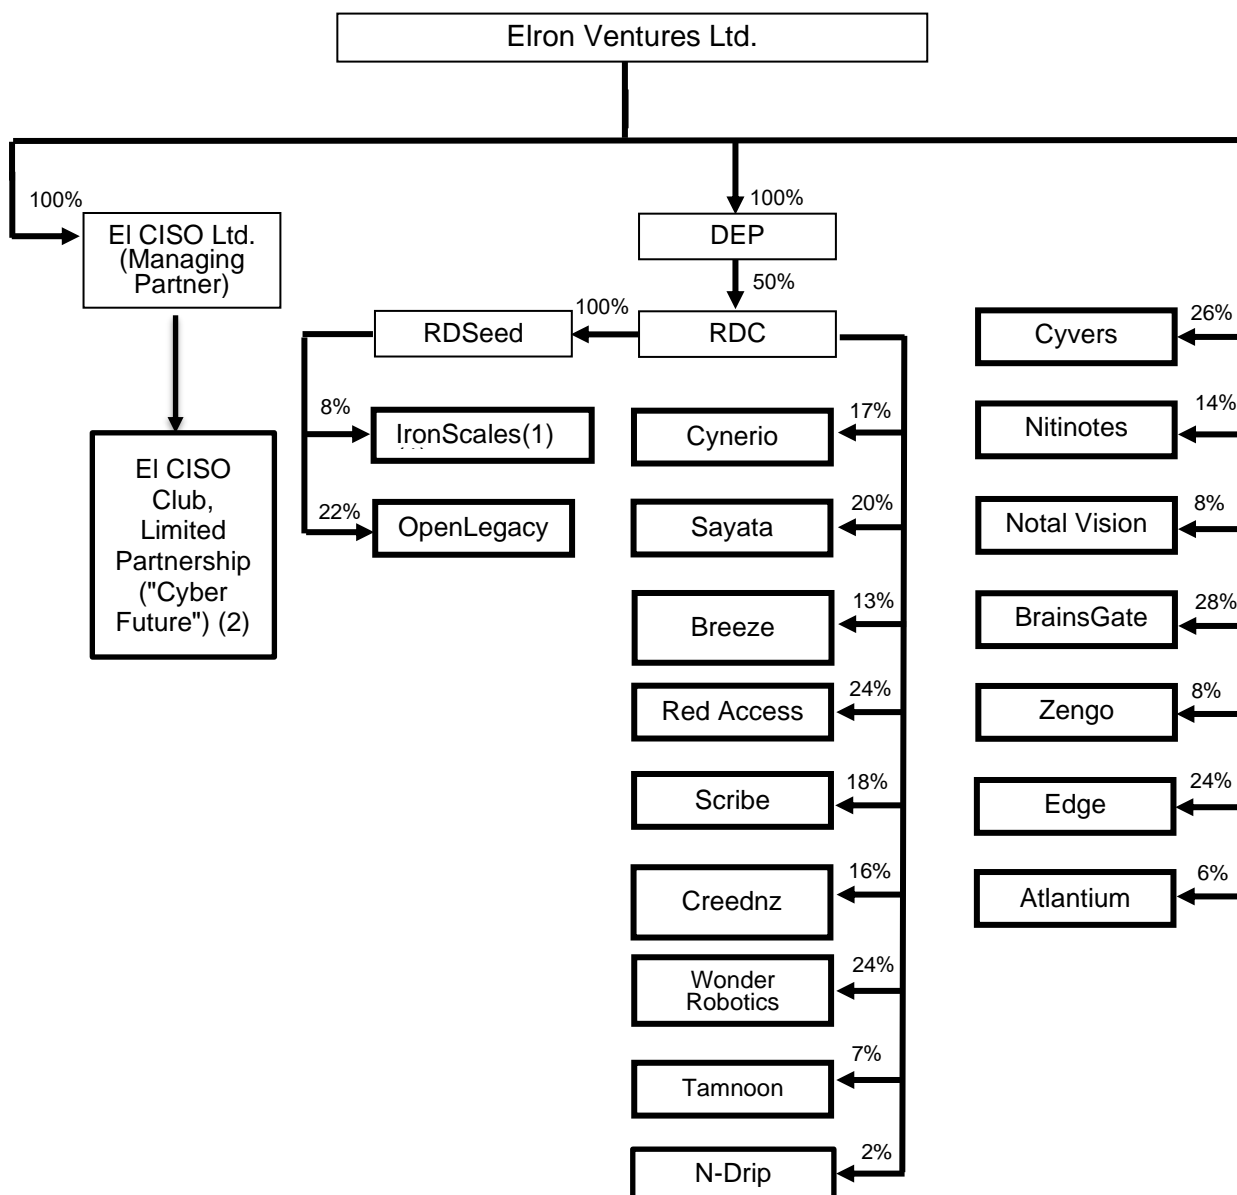 Elron Ventures Ltd.
100%
El CISO Ltd.
(Managing
Partner)
El CISO
Club,
Limited
Partnership
("Cyber
Future") (2)
100%
DEP
50%
100%
RDSeed
RDC
8%
IronScales(1)
22%
OpenLegacy
17%
Cynerio
20%
Sayata
13%
Breeze
24%
Red Access
18%
Scribe
16%
Creednz
24%
Wonder
Robotics
7%
Tamnoon
2%
N-Drip
26%
Cyvers
14%
Nitinotes
8%
Notal Vision
28%
BrainsGate
8%
Zengo
24%
Edge
6%
Atlantium